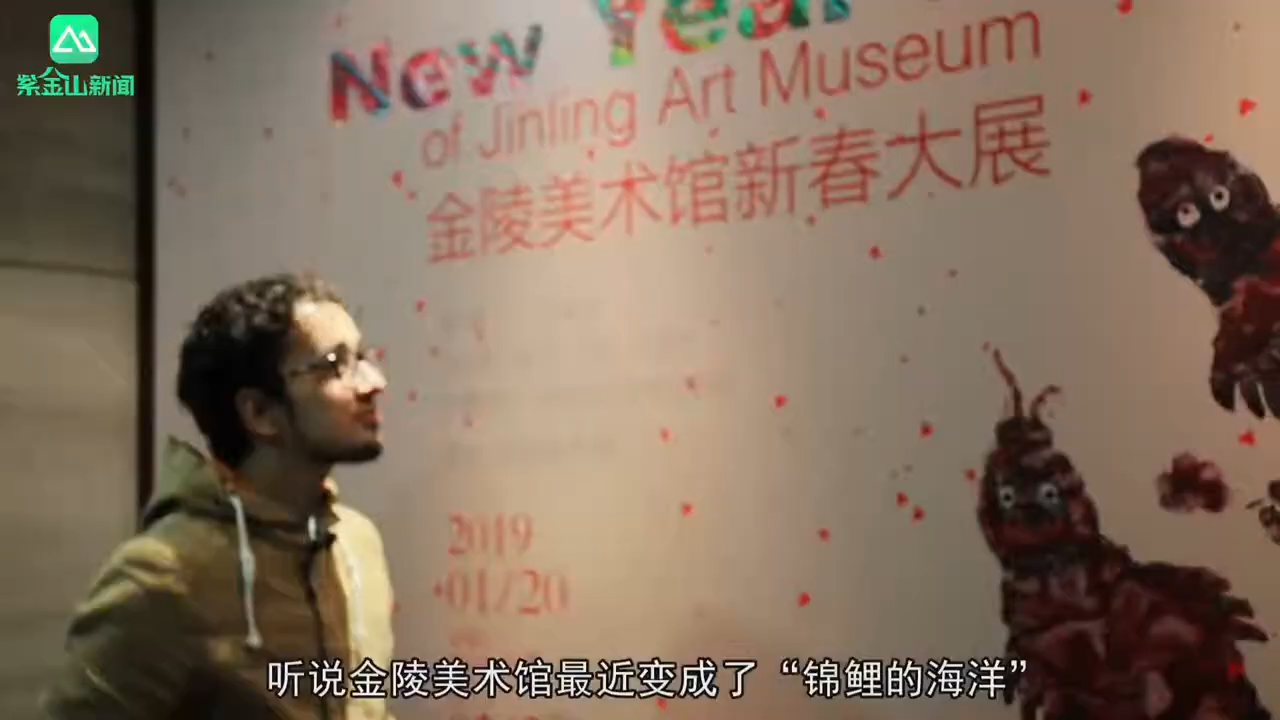 紫金山新闻
New Year
of Jinling Art Museum
金陵美术馆新春大展
2019
·01/20
听说金陵美术馆最近变成了“锦鲤的海洋”